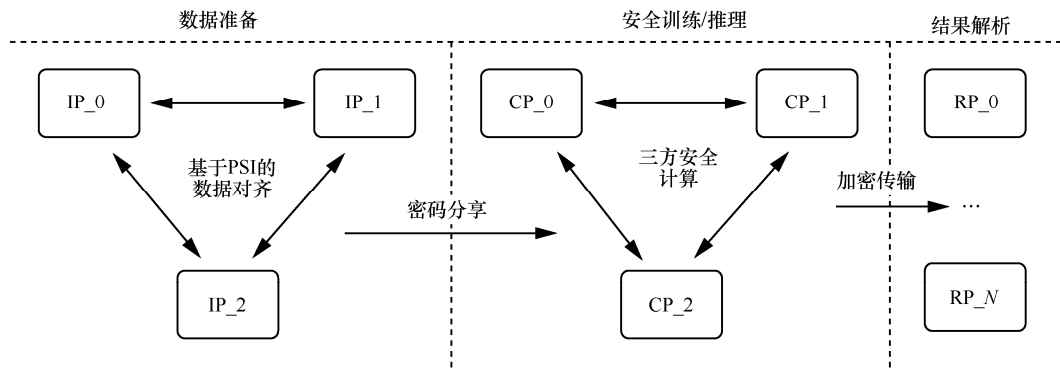 数据准备
安全训练/推理
结果解析
IP_0
IP_1
CP_0
CP_1
RP_0
基于PSI的
数据对齐
三方安全
计算
加密传输
密码分享
…
IP_2
CP_2
RP_N